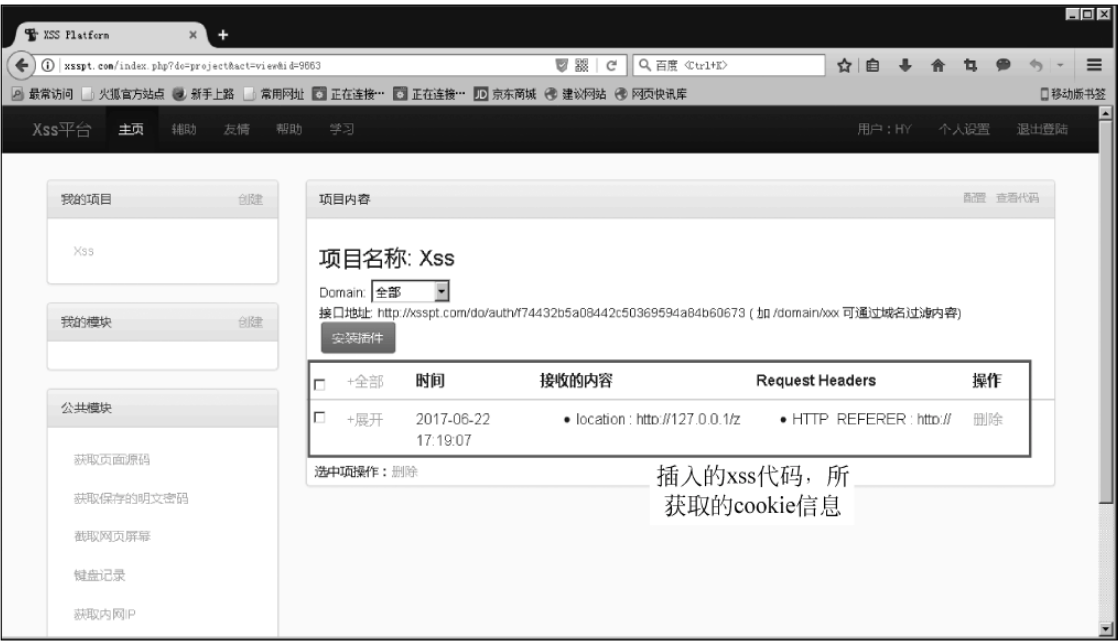 XSS Platform
xsspt.com/index.php?do=project&act=view&id=9663
百度 <Ctrl+K>
最常访问 火狐官方站点 新手上路 常用网址 正在连接… 正在连接… JD 京东商城 建议网站 网页快讯库 移动版书签
Xss平台 主页 辅助 友情 帮助 学习 用户：HY 个人设置 退出登陆
我的项目 创建
Xss
我的模块 创建
公共模块
获取页面源码
获取保存的明文密码
截取网页屏幕
键盘记录
获取内网IP
项目内容 配置 查看代码
项目名称: Xss
Domain: 全部
接口地址: http://xsspt.com/do/auth/f74432b5a08442c50369594a84b60673 ( 加 /domain/xxx 可通过域名过滤内容)
安装插件
+全部 时间 接收的内容 Request Headers 操作
+展开 2017-06-22 • location : http://127.0.0.1/z • HTTP_REFERER : http:// 删除
17:19:07
选中项操作：删除
插入的xss代码，所
获取的cookie信息